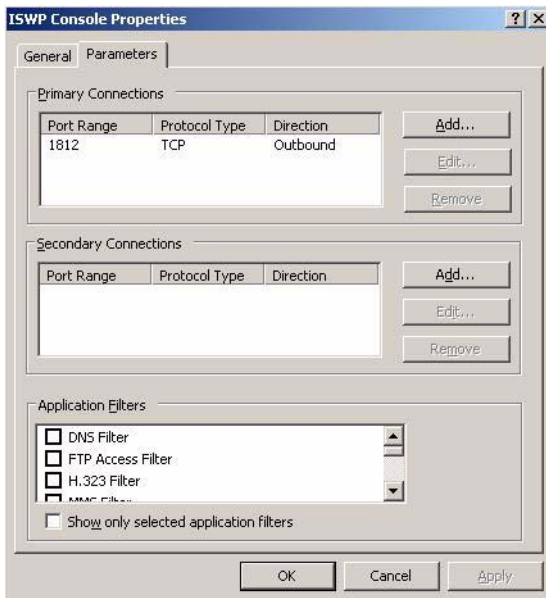 ISWP Console Properties
General Parameters
Primary Connections
Port Range Protocol Type Direction
1812 TCP Outbound
Add...
Edit...
Remove
Secondary Connections
Port Range Protocol Type Direction
Add...
Edit...
Remove
Application Filters
DNS Filter
FTP Access Filter
H.323 Filter
MMS Filter
Show only selected application filters
OK Cancel Apply